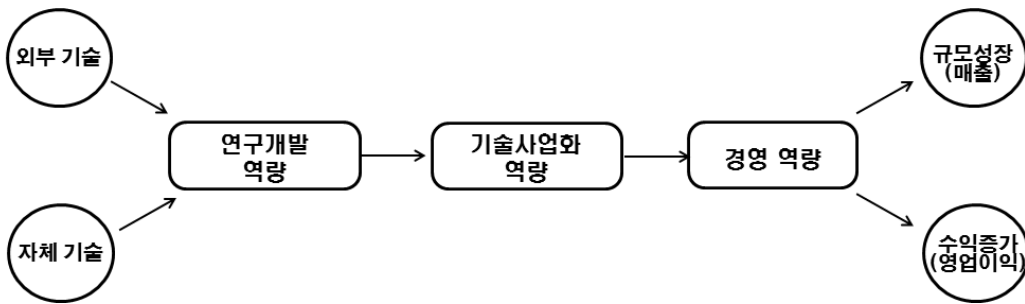 외부 기술
자체 기술
연구개발
역량
기술사업화
역량
경영 역량
규모성장
(매출)
수익증가
(영업이익)